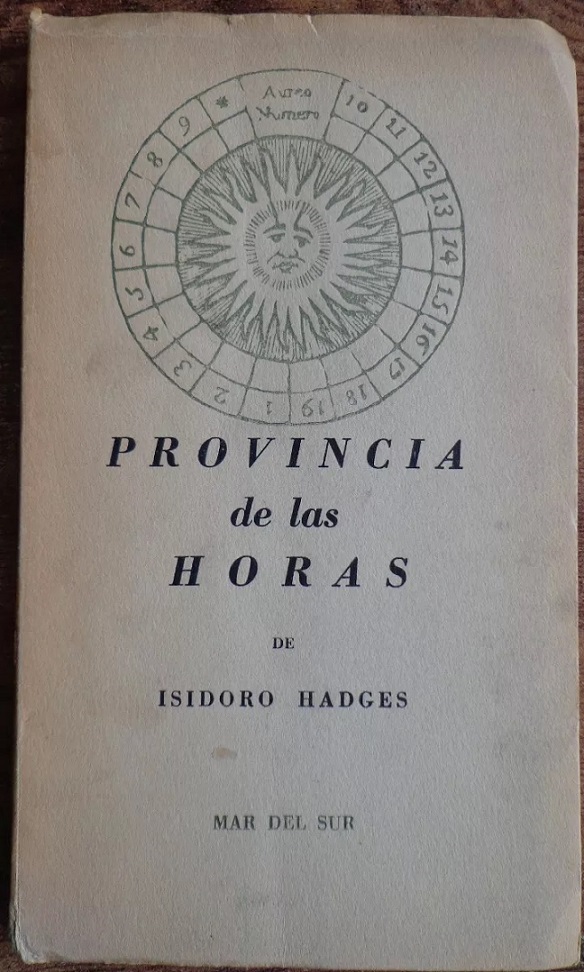 Aureo
Numero
*
10
11
12
13
14
15
16
17
18
19
1
2
3
4
5
6
7
8
9
PROVINCIA
de las
HORAS
DE
ISIDORO HADGES
MAR DEL SUR